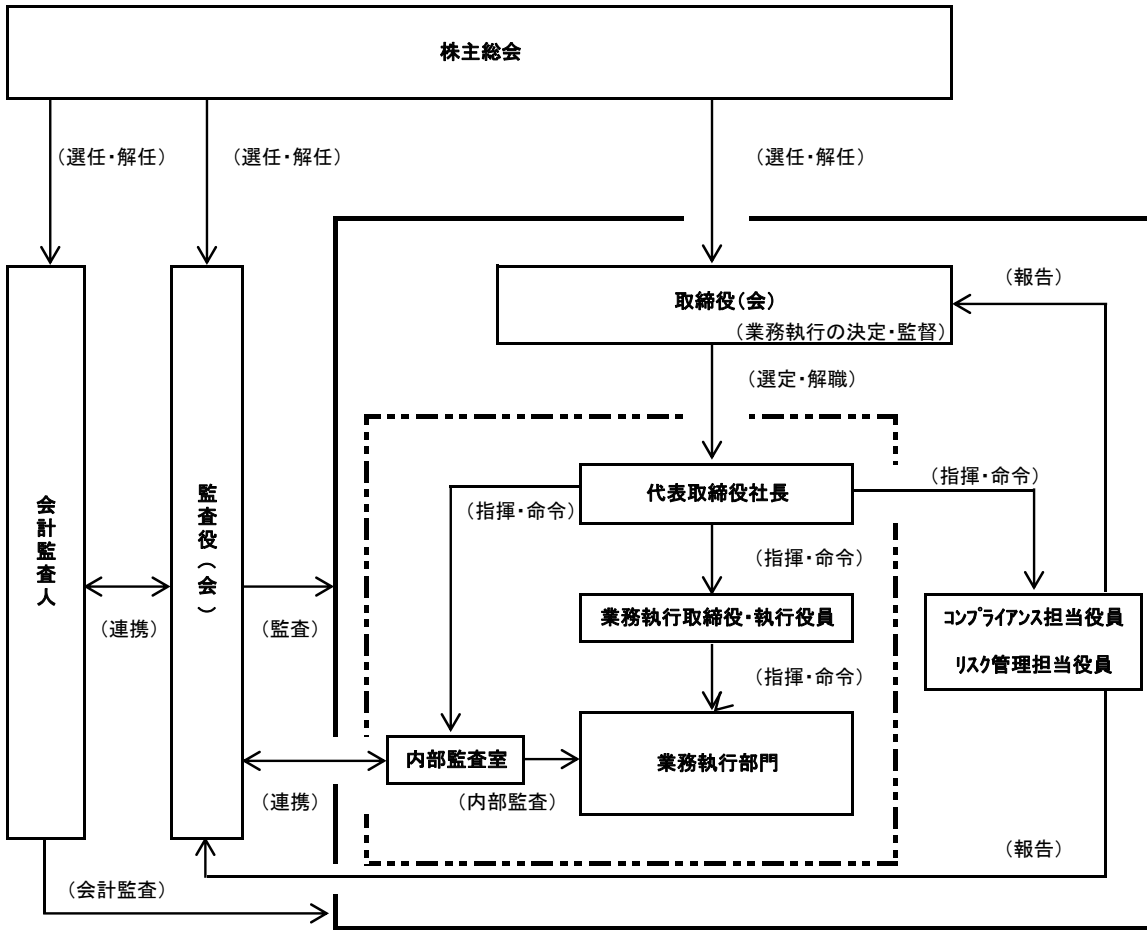 株主総会
（選任・解任）
（選任・解任）
（選任・解任）
（報告）
取締役（会）
（業務執行の決定・監督）
（選定・解職）
（指揮・命令）
代表取締役社長
（指揮・命令）
会計監査人
監査役（会）
（指揮・命令）
業務執行取締役・執行役員
コンプライアンス担当役員
リスク管理担当役員
（連携）
（監査）
（指揮・命令）
内部監査室
業務執行部門
（連携）
（内部監査）
（報告）
（会計監査）